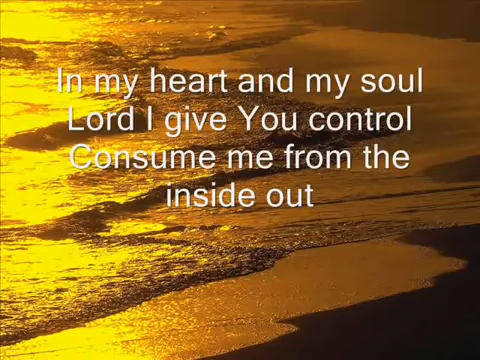 In my heart and my soul
Lord I give You control
Consume me from the
inside out